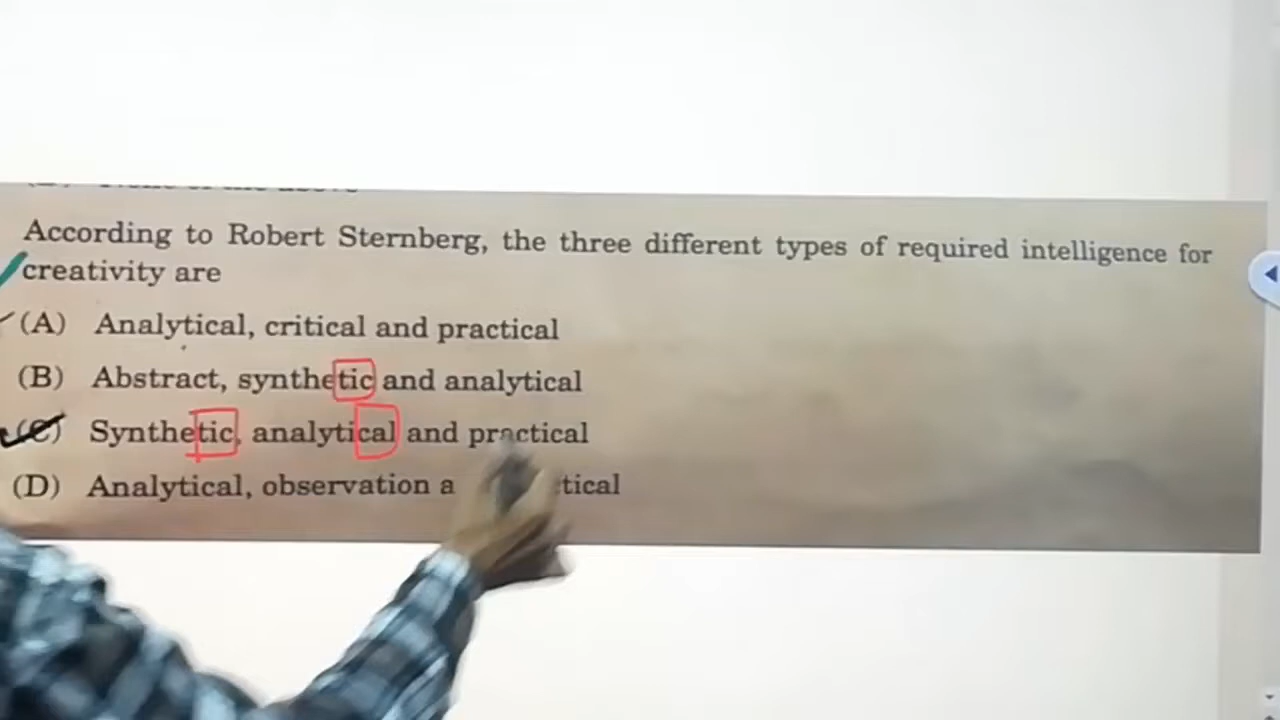 According to Robert Sternberg, the three different types of required intelligence for
creativity are
(A) Analytical, critical and practical
(B) Abstract, synthetic and analytical
(C) Synthetic, analytical and practical
(D) Analytical, observation